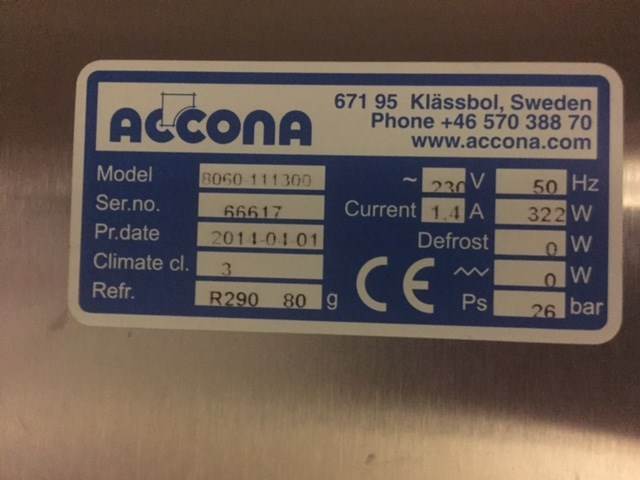 ACCONA
671 95 Klässbol, Sweden
Phone +46 570 388 70
www.accona.com
Model 8060-111300 ~ 230 V 50 Hz
Ser.no. 66617 Current 1.4 A 322 W
Pr.date 2014-04-01 Defrost 0 W
Climate cl. 3 0 W
Refr. R290 80 g CE Ps 26 bar